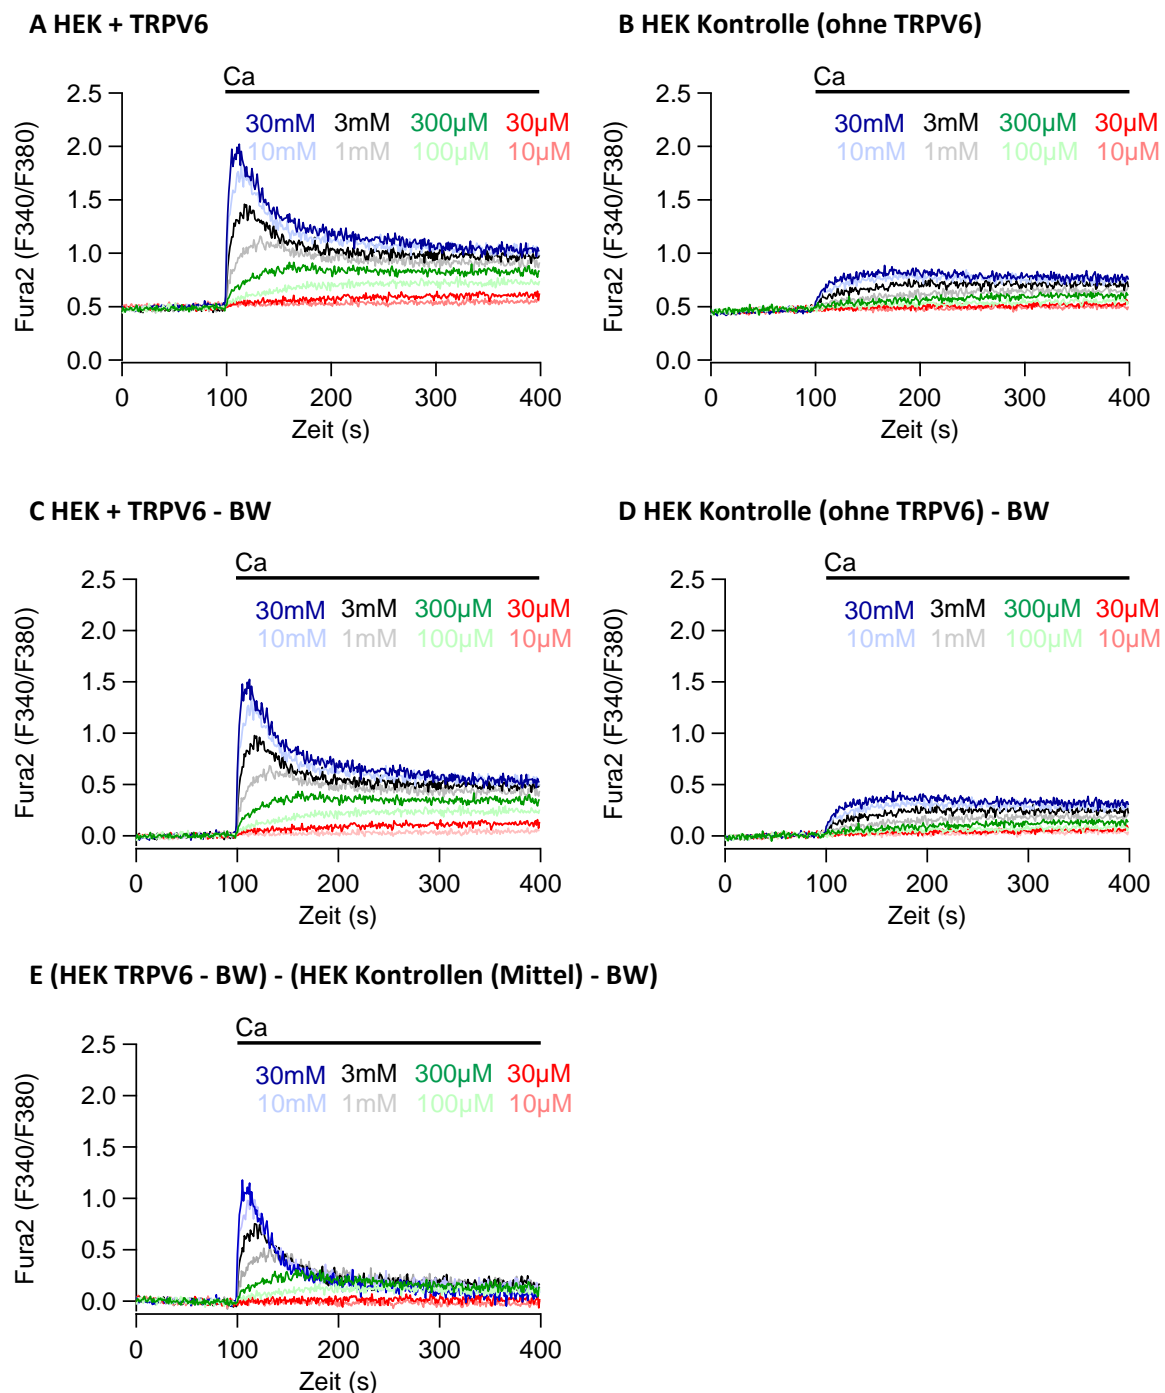 A HEK + TRPV6
Ca
30mM 3mM 300µM 30µM
10mM 1mM 100µM 10µM
2.5
2.0
1.5
1.0
0.5
0.0
Fura2 (F340/F380)
0 100 200 300 400
Zeit (s)
B HEK Kontrolle (ohne TRPV6)
Ca
30mM 3mM 300µM 30µM
10mM 1mM 100µM 10µM
2.5
2.0
1.5
1.0
0.5
0.0
Fura2 (F340/F380)
0 100 200 300 400
Zeit (s)
C HEK + TRPV6 - BW
Ca
30mM 3mM 300µM 30µM
10mM 1mM 100µM 10µM
2.5
2.0
1.5
1.0
0.5
0.0
Fura2 (F340/F380)
0 100 200 300 400
Zeit (s)
D HEK Kontrolle (ohne TRPV6) - BW
Ca
30mM 3mM 300µM 30µM
10mM 1mM 100µM 10µM
2.5
2.0
1.5
1.0
0.5
0.0
Fura2 (F340/F380)
0 100 200 300 400
Zeit (s)
E (HEK TRPV6 - BW) - (HEK Kontrollen (Mittel) - BW)
Ca
30mM 3mM 300µM 30µM
10mM 1mM 100µM 10µM
2.5
2.0
1.5
1.0
0.5
0.0
Fura2 (F340/F380)
0 100 200 300 400
Zeit (s)